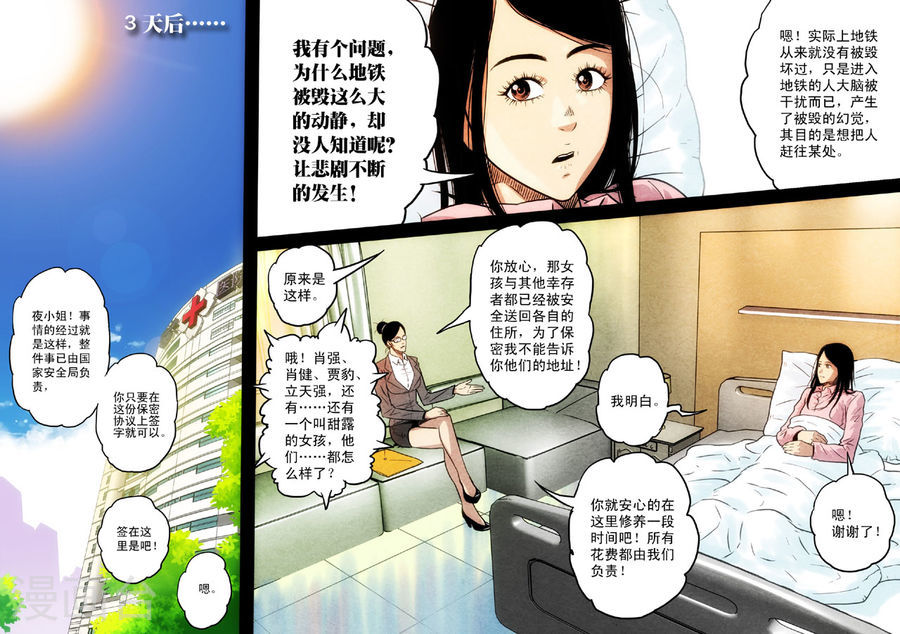 3 天后……
夜小姐！事
情的经过就
是这样，整
件事已由国
家安全局负
责，
你只要在
这份保密
协议上签
字就可以。
签在这
里是吧！
嗯。
我有个问题，
为什么地铁
被毁这么大
的动静，却
没人知道呢？
让悲剧不断
的发生！
嗯！实际上地铁
从来就没有被毁
坏过，只是进入
地铁的人大脑被
干扰而已，产生
了被毁的幻觉，
其目的是想把人
赶往某处。
原来是
这样。
哦！肖强、
肖健、贾豹、
立天强，还
有……还有
一个叫甜露
的女孩，他
们……都怎
么样了？
你放心，那女
孩与其他幸存
者都已经被安
全送回各自的
住所，为了保
密我不能告诉
你他们的地址！
我明白。
你就安心的在
这里修养一段
时间吧！所有
花费都由我们
负责！
嗯！
谢谢了！
漫画台